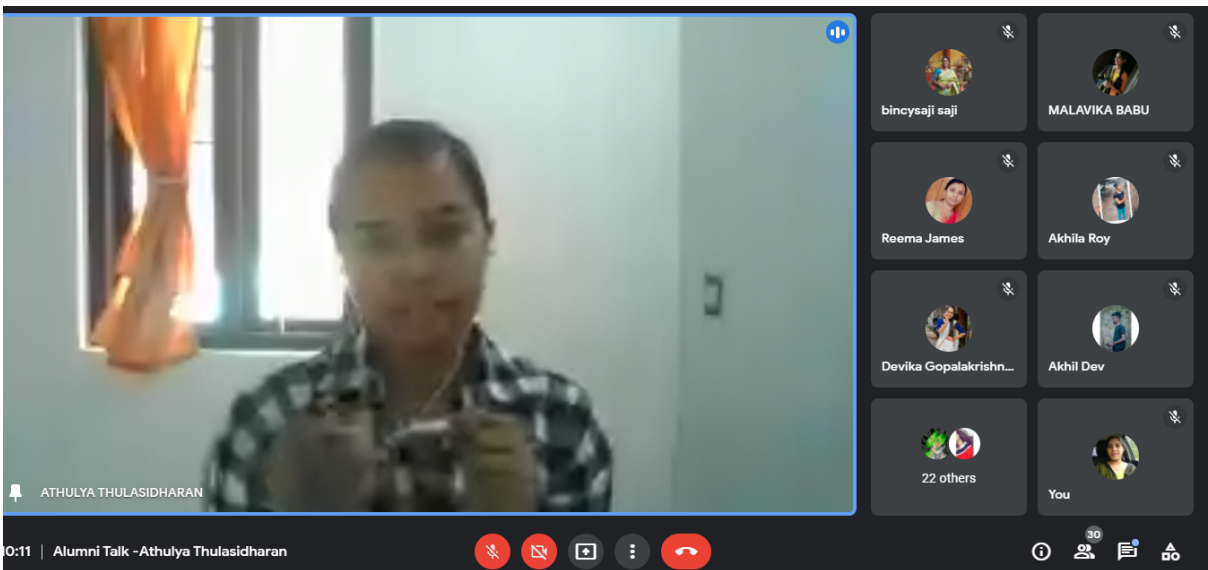 bincysaji saji
MALAVIKA BABU
Reema James
Akhila Roy
Devika Gopalakrishn...
Akhil Dev
22 others
You
ATHULYA THULASIDHARAN
10:11 | Alumni Talk -Athulya Thulasidharan
30